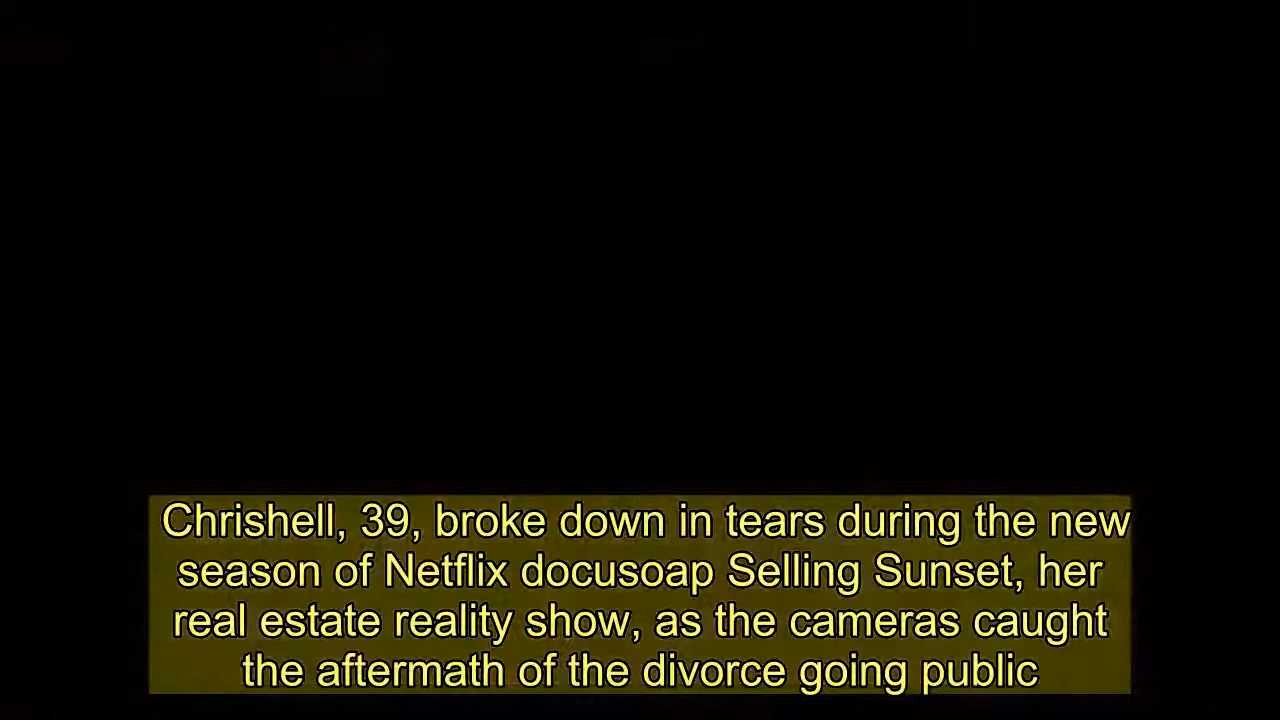 Chrishell, 39, broke down in tears during the new
season of Netflix docusoap Selling Sunset, her
real estate reality show, as the cameras caught
the aftermath of the divorce going public